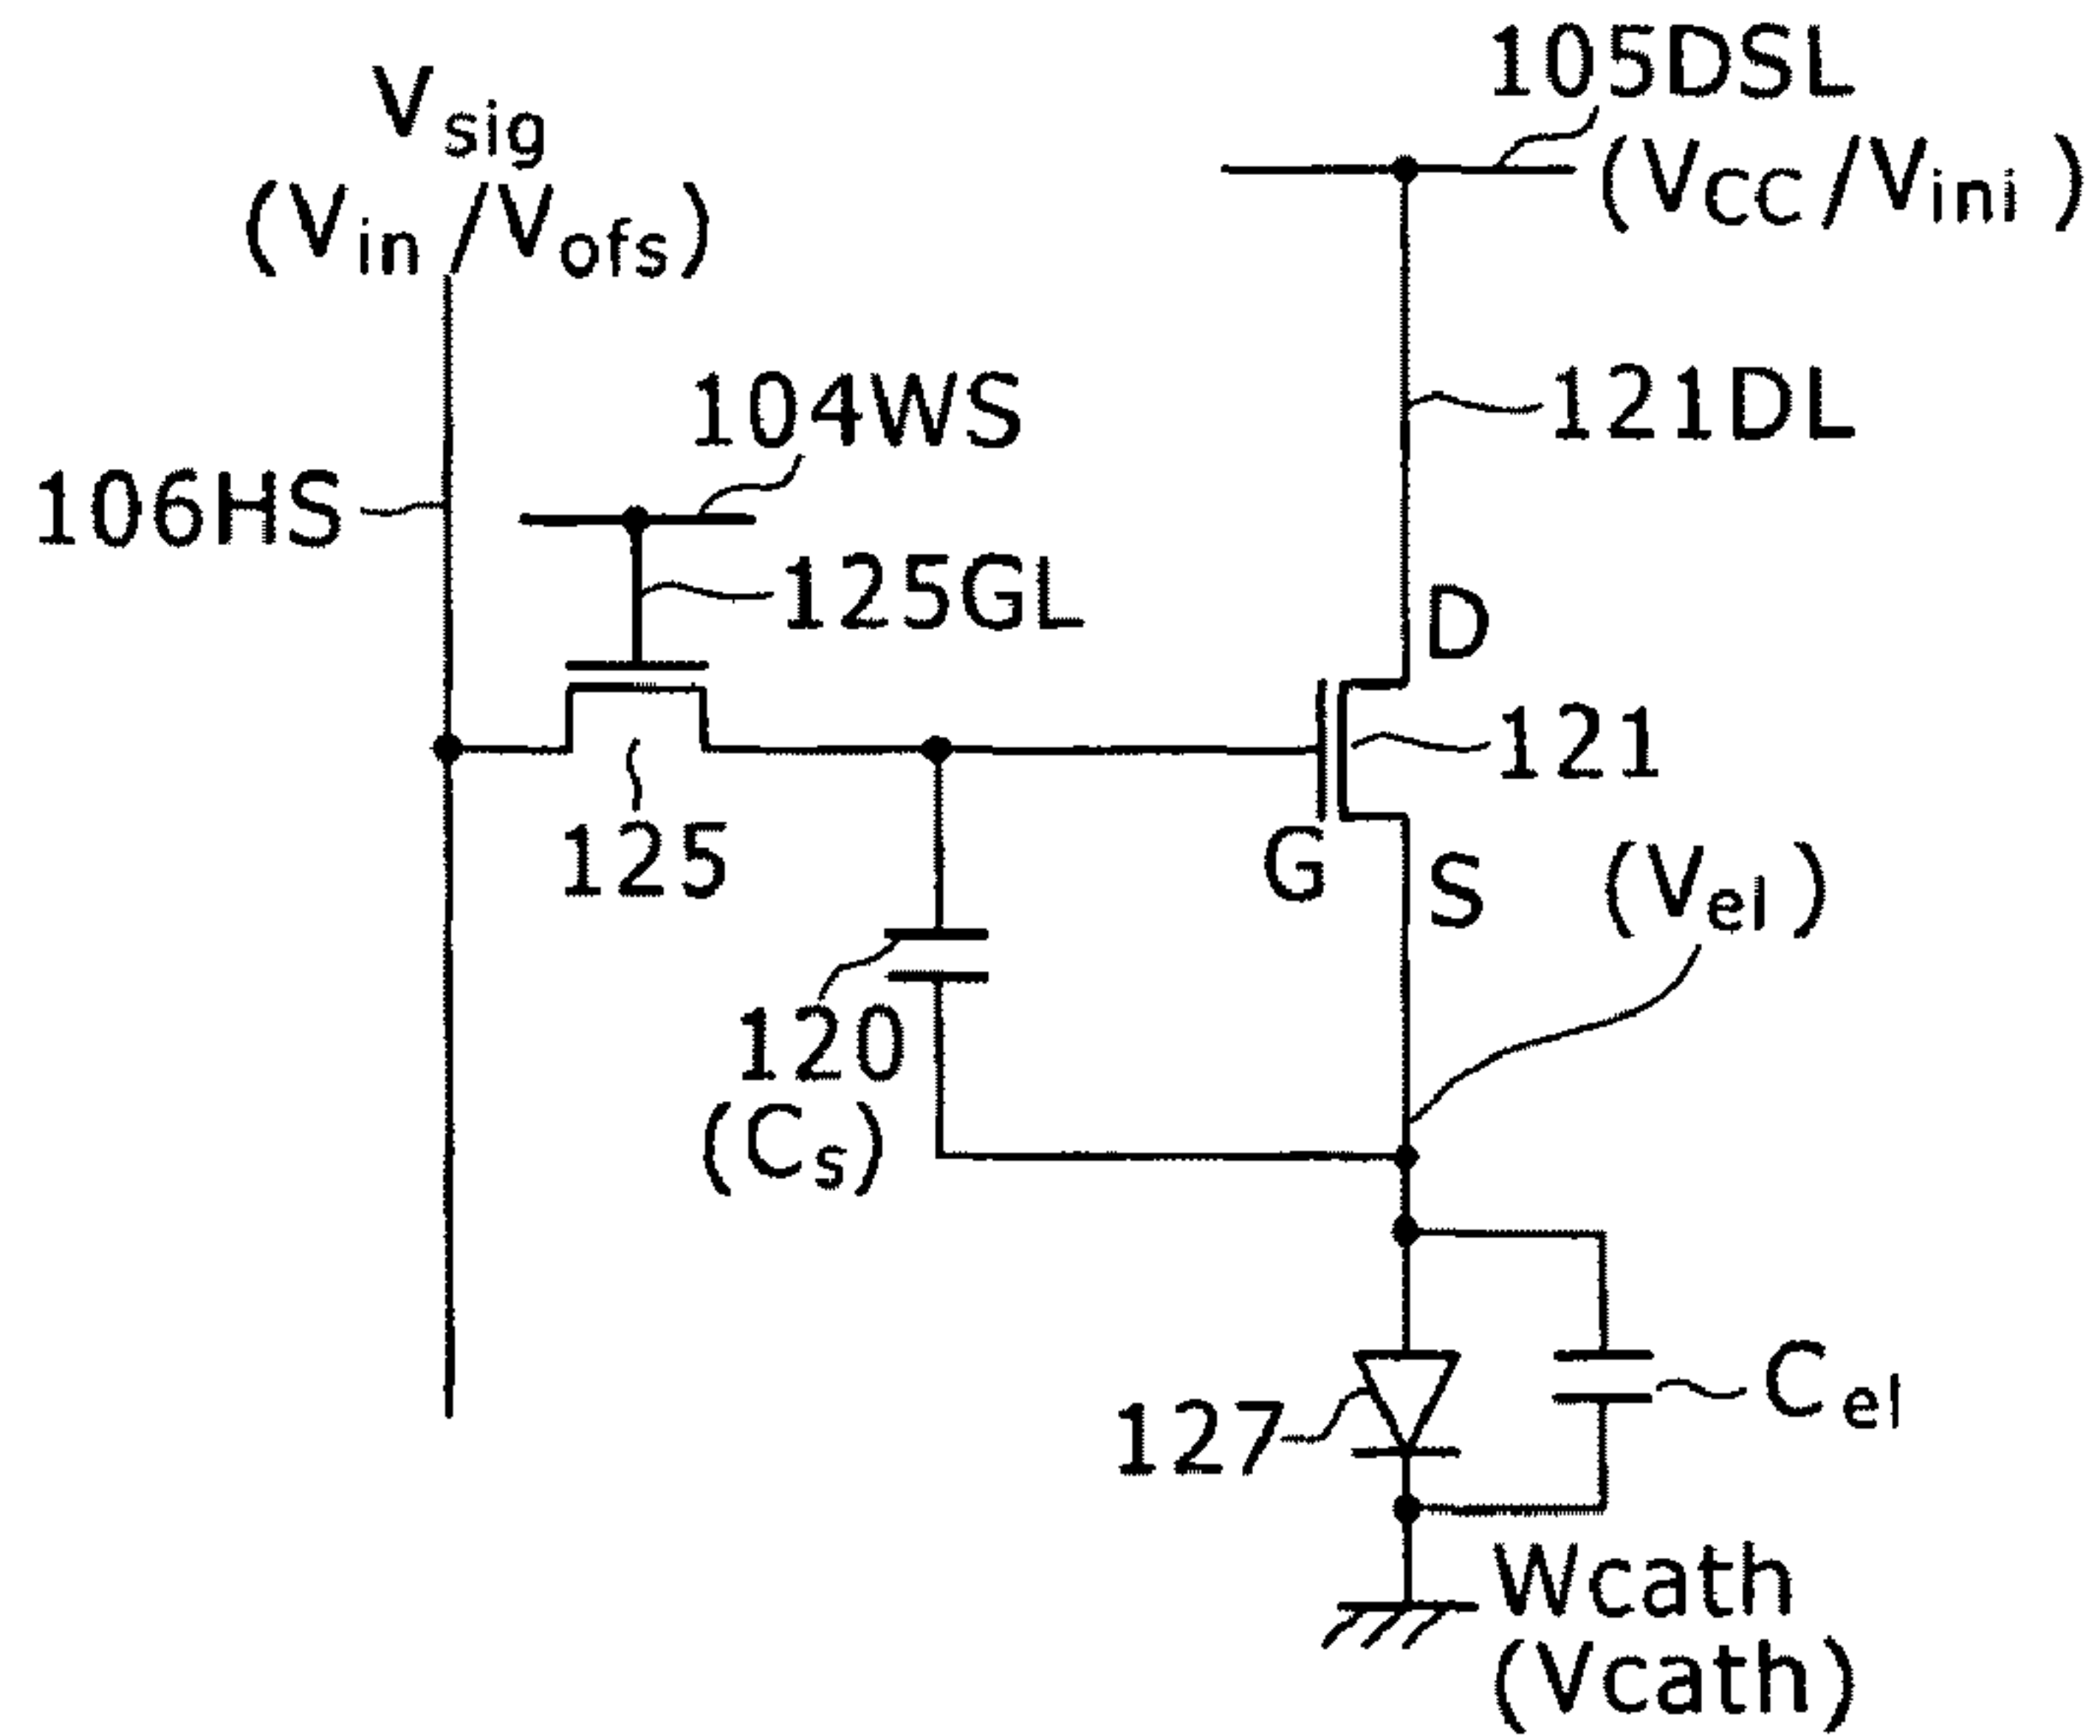 105DSL
(VCC/Vini)
Vsig
(Vin/Vofs)
121DL
104WS
106HS
125GL
D
121
125
G
S
(Vel)
120
(Cs)
127
Cel
Wcath
(Vcath)